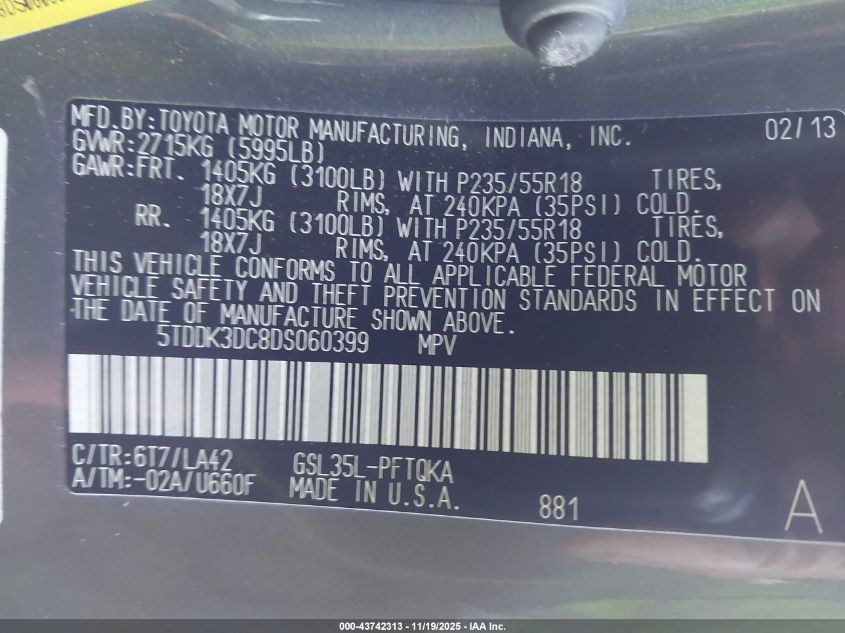 MFD.BY:TOYOTA MOTOR MANUFACTURING, INDIANA, INC. 02/13
GVWR:2715KG (5995LB)
GAWR:FRT. 1405KG (3100LB) WITH P235/55R18 TIRES,
18X7J RIMS, AT 240KPA (35PSI) COLD.
RR. 1405KG (3100LB) WITH P235/55R18 TIRES,
18X7J RIMS, AT 240KPA (35PSI) COLD.
THIS VEHICLE CONFORMS TO ALL APPLICABLE FEDERAL MOTOR
VEHICLE SAFETY AND THEFT PREVENTION STANDARDS IN EFFECT ON
THE DATE OF MANUFACTURE SHOWN ABOVE.
5TDDK3DC8DS060399 MPV
C/TR:6T7/LA42 GSL35L-PFTQKA
A/TM:-02A/U660F MADE IN U.S.A. 881 A
000-43742313 - 11/19/2025 - IAA Inc.